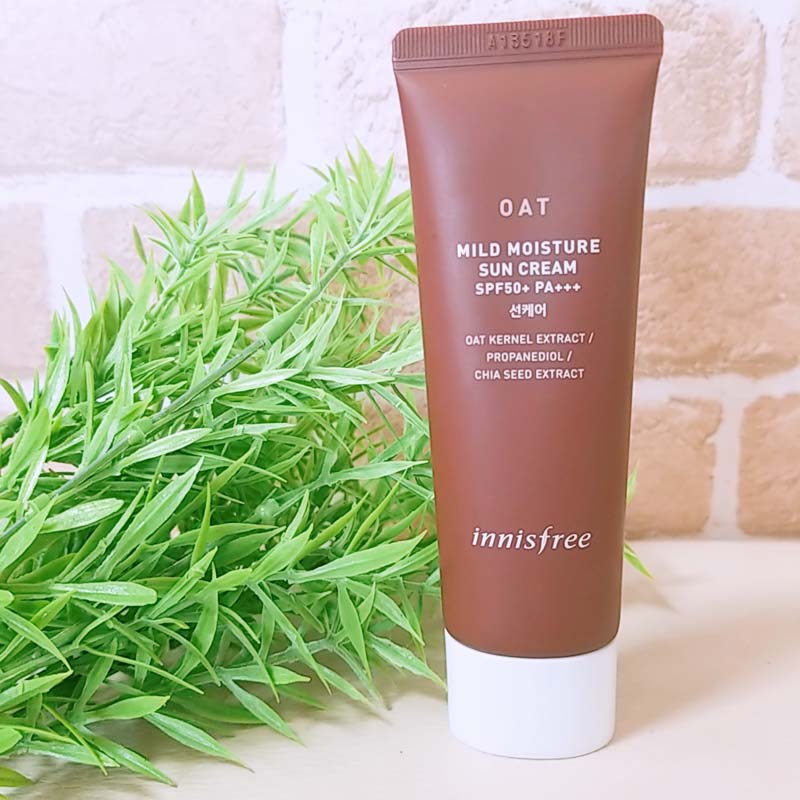 A13518F
OAT
MILD MOISTURE
SUN CREAM
SPF50+ PA+++
선케어
OAT KERNEL EXTRACT /
PROPANEDIOL /
CHIA SEED EXTRACT
innisfree